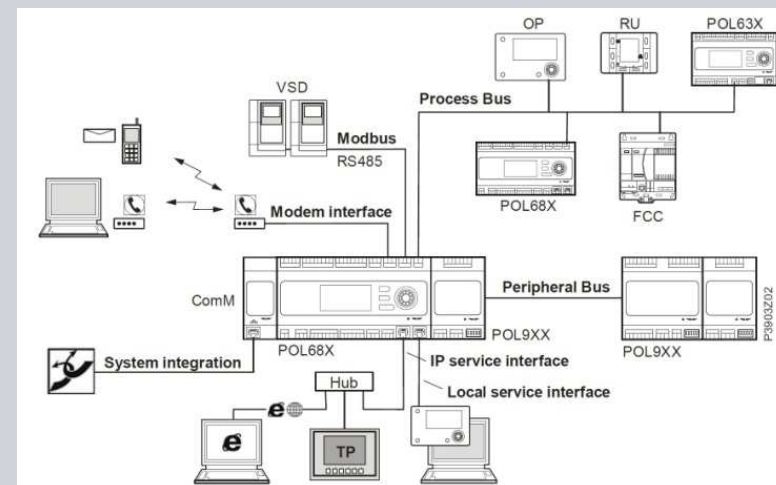 OP
RU
POL63X
VSD
Process Bus
Modbus
RS485
POL68X
FCC
Modem interface
Peripheral Bus
ComM
POL68X
POL9XX
POL9XX
P3903Z02
System integration
IP service interface
Hub
Local service interface
e
e
TP